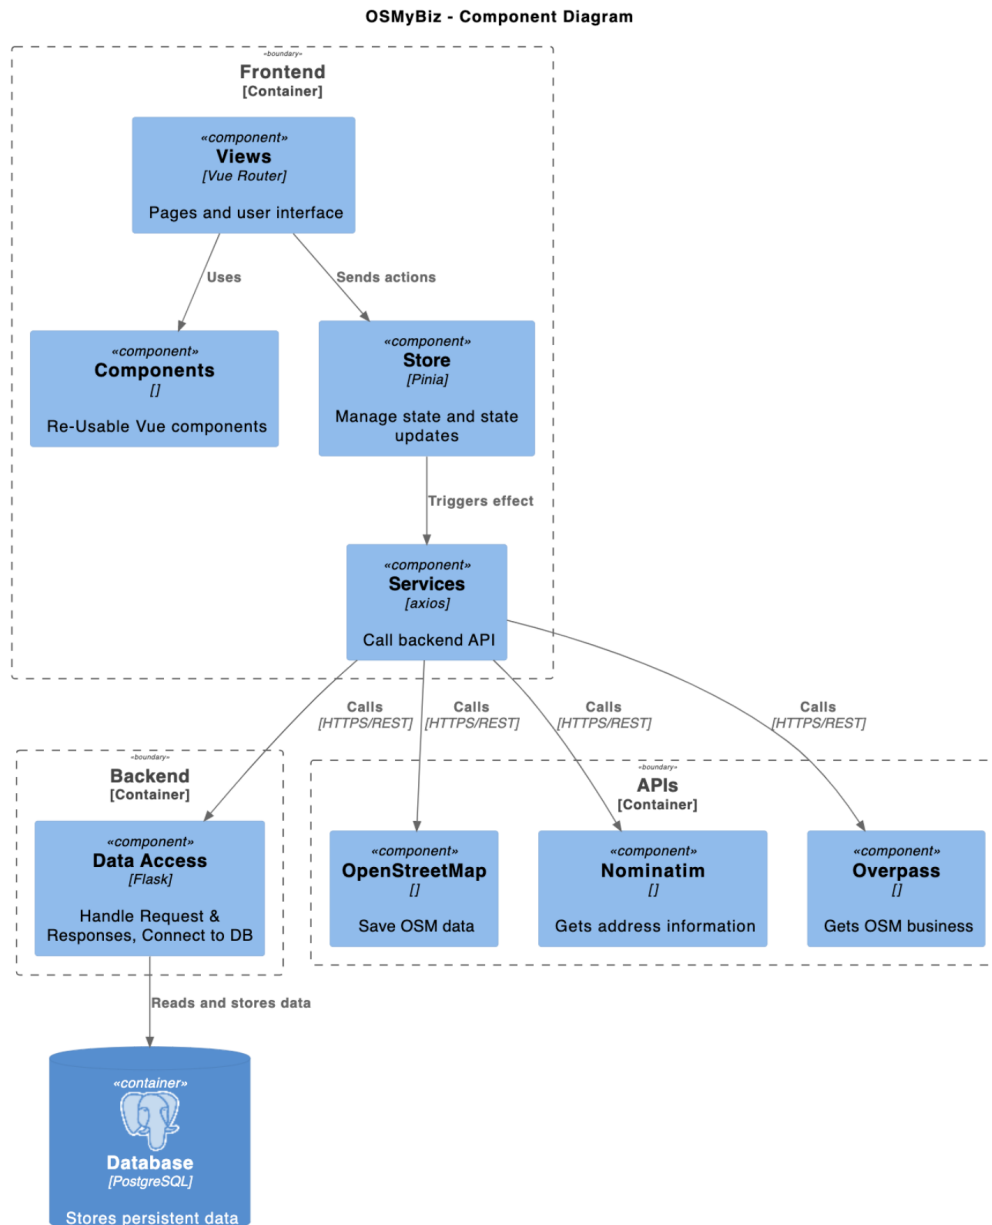 OSMyBiz - Component Diagram
«boundary»
Frontend
[Container]
«component»
Views
[Vue Router]
Pages and user interface
Uses
Sends actions
«component»
Components
[]
Re-Usable Vue components
«component»
Store
[Pinia]
Manage state and state
updates
Triggers effect
«component»
Services
[axios]
Call backend API
Calls
[HTTPS/REST]
Calls
[HTTPS/REST]
Calls
[HTTPS/REST]
Calls
[HTTPS/REST]
«boundary»
Backend
[Container]
«component»
Data Access
[Flask]
Handle Request &
Responses, Connect to DB
«boundary»
APIs
[Container]
«component»
OpenStreetMap
[]
Save OSM data
«component»
Nominatim
[]
Gets address information
«component»
Overpass
[]
Gets OSM business
Reads and stores data
«container»
Database
[PostgreSQL]
Stores persistent data